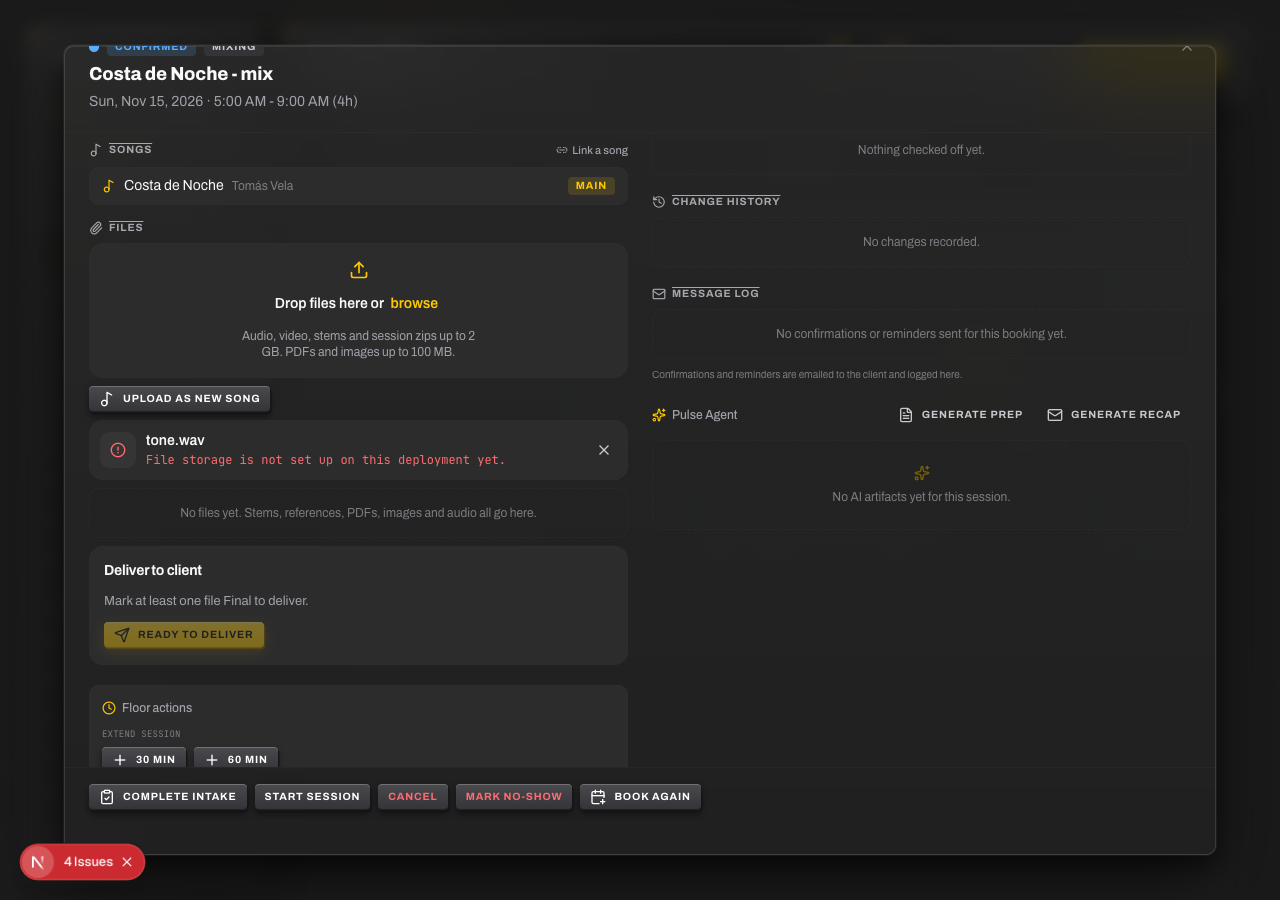 CONFIRMED
MIXING
Costa de Noche - mix
Sun, Nov 15, 2026 · 5:00 AM - 9:00 AM (4h)
SONGS
Link a song
Costa de Noche Tomás Vela
MAIN
FILES
Drop files here or browse
Audio, video, stems and session zips up to 2
GB. PDFs and images up to 100 MB.
UPLOAD AS NEW SONG
tone.wav
File storage is not set up on this deployment yet.
No files yet. Stems, references, PDFs, images and audio all go here.
Deliver to client
Mark at least one file Final to deliver.
READY TO DELIVER
Floor actions
EXTEND SESSION
30 MIN
60 MIN
Nothing checked off yet.
CHANGE HISTORY
No changes recorded.
MESSAGE LOG
No confirmations or reminders sent for this booking yet.
Confirmations and reminders are emailed to the client and logged here.
Pulse Agent
GENERATE PREP
GENERATE RECAP
No AI artifacts yet for this session.
COMPLETE INTAKE
START SESSION
CANCEL
MARK NO-SHOW
BOOK AGAIN
N
4 Issues